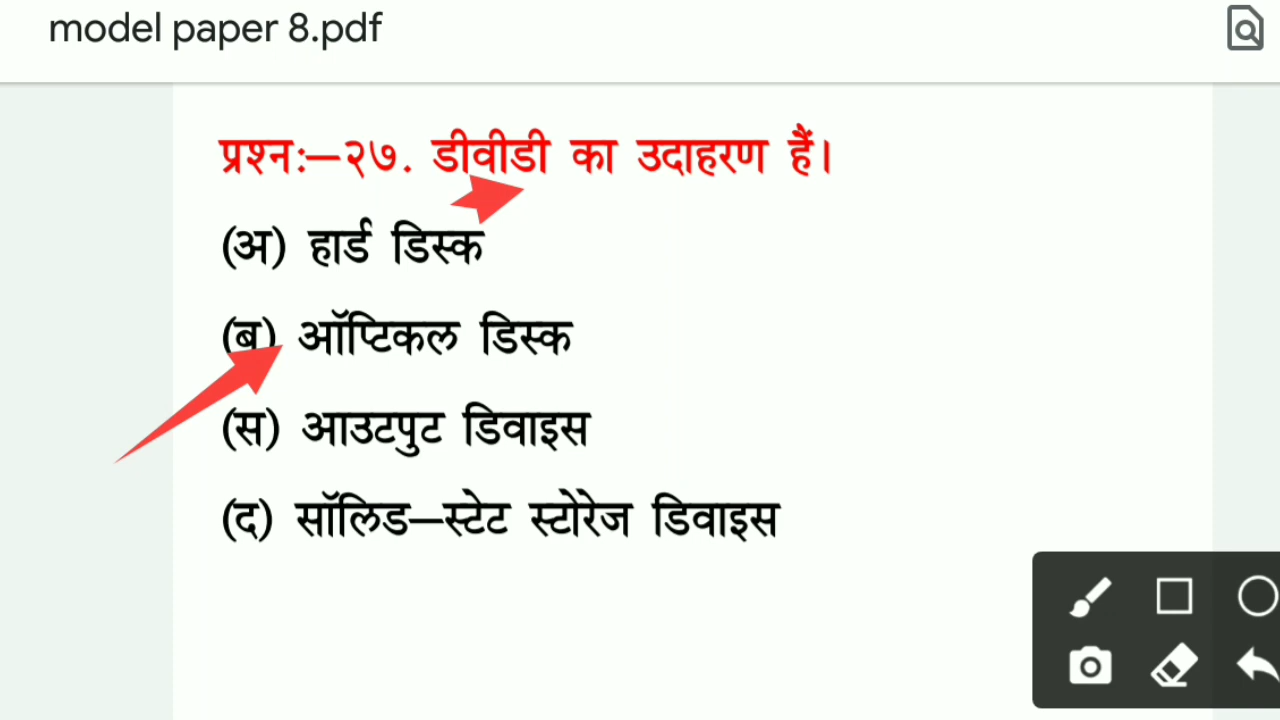 model paper 8.pdf
प्रश्न:–२७. डीवीडी का उदाहरण हैं।
(अ) हार्ड डिस्क
(ब) ऑप्टिकल डिस्क
(स) आउटपुट डिवाइस
(द) सॉलिड–स्टेट स्टोरेज डिवाइस